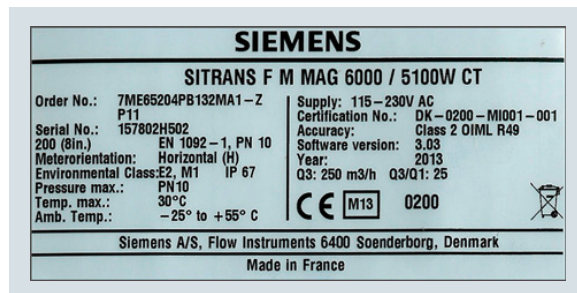 SIEMENS
SITRANS F M MAG 6000 / 5100W CT
Order No.: 7ME65204PB132MA1-Z
P11
Serial No.: 157802H502
200 (8in.) EN 1092-1, PN 10
Meterorientation: Horizontal (H)
Environmental Class:E2, M1 IP 67
Pressure max.: PN10
Temp. max.: 30°C
Amb. Temp.: -25° to +55° C
Supply: 115-230V AC
Certification No.: DK-0200-MI001-001
Accuracy: Class 2 OIML R49
Software version: 3.03
Year: 2013
Q3: 250 m3/h Q3/Q1: 25
CE M13 0200
Siemens A/S, Flow Instruments 6400 Soenderborg, Denmark
Made in France